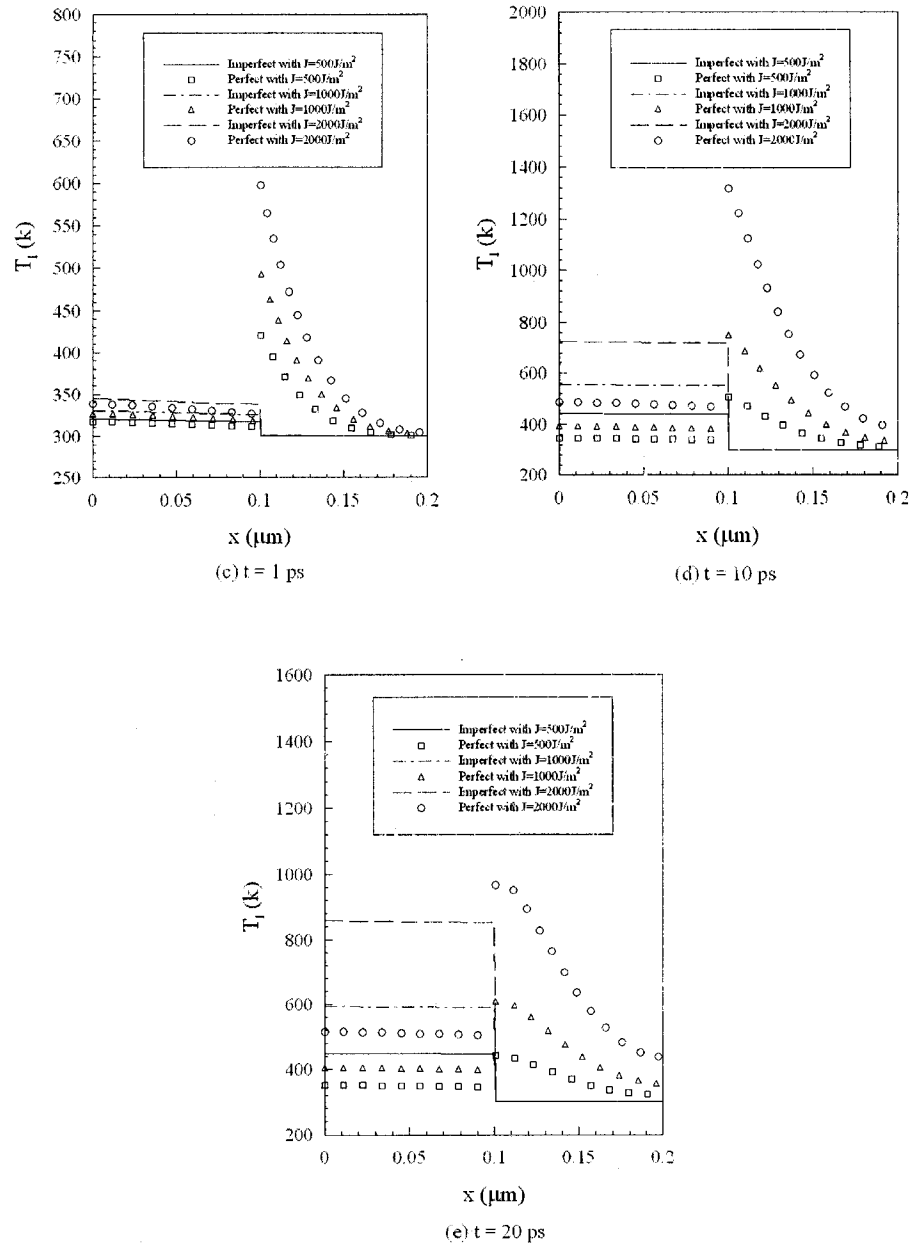 800
750
700
650
600
550
500
450
400
350
300
250
T_l (k)
Imperfect with J=500J/m²
Perfect with J=500J/m²
Imperfect with J=1000J/m²
Perfect with J=1000J/m²
Imperfect with J=2000J/m²
Perfect with J=2000J/m²
0 0.05 0.1 0.15 0.2
x (μm)
(c) t = 1 ps
2000
1800
1600
1400
1200
1000
800
600
400
200
T_l (k)
Imperfect with J=500J/m²
Perfect with J=500J/m²
Imperfect with J=1000J/m²
Perfect with J=1000J/m²
Imperfect with J=2000J/m²
Perfect with J=2000J/m²
0 0.05 0.1 0.15 0.2
x (μm)
(d) t = 10 ps
1600
1400
1200
1000
800
600
400
200
T_l (k)
Imperfect with J=500J/m²
Perfect with J=500J/m²
Imperfect with J=1000J/m²
Perfect with J=1000J/m²
Imperfect with J=2000J/m²
Perfect with J=2000J/m²
0 0.05 0.1 0.15 0.2
x (μm)
(e) t = 20 ps